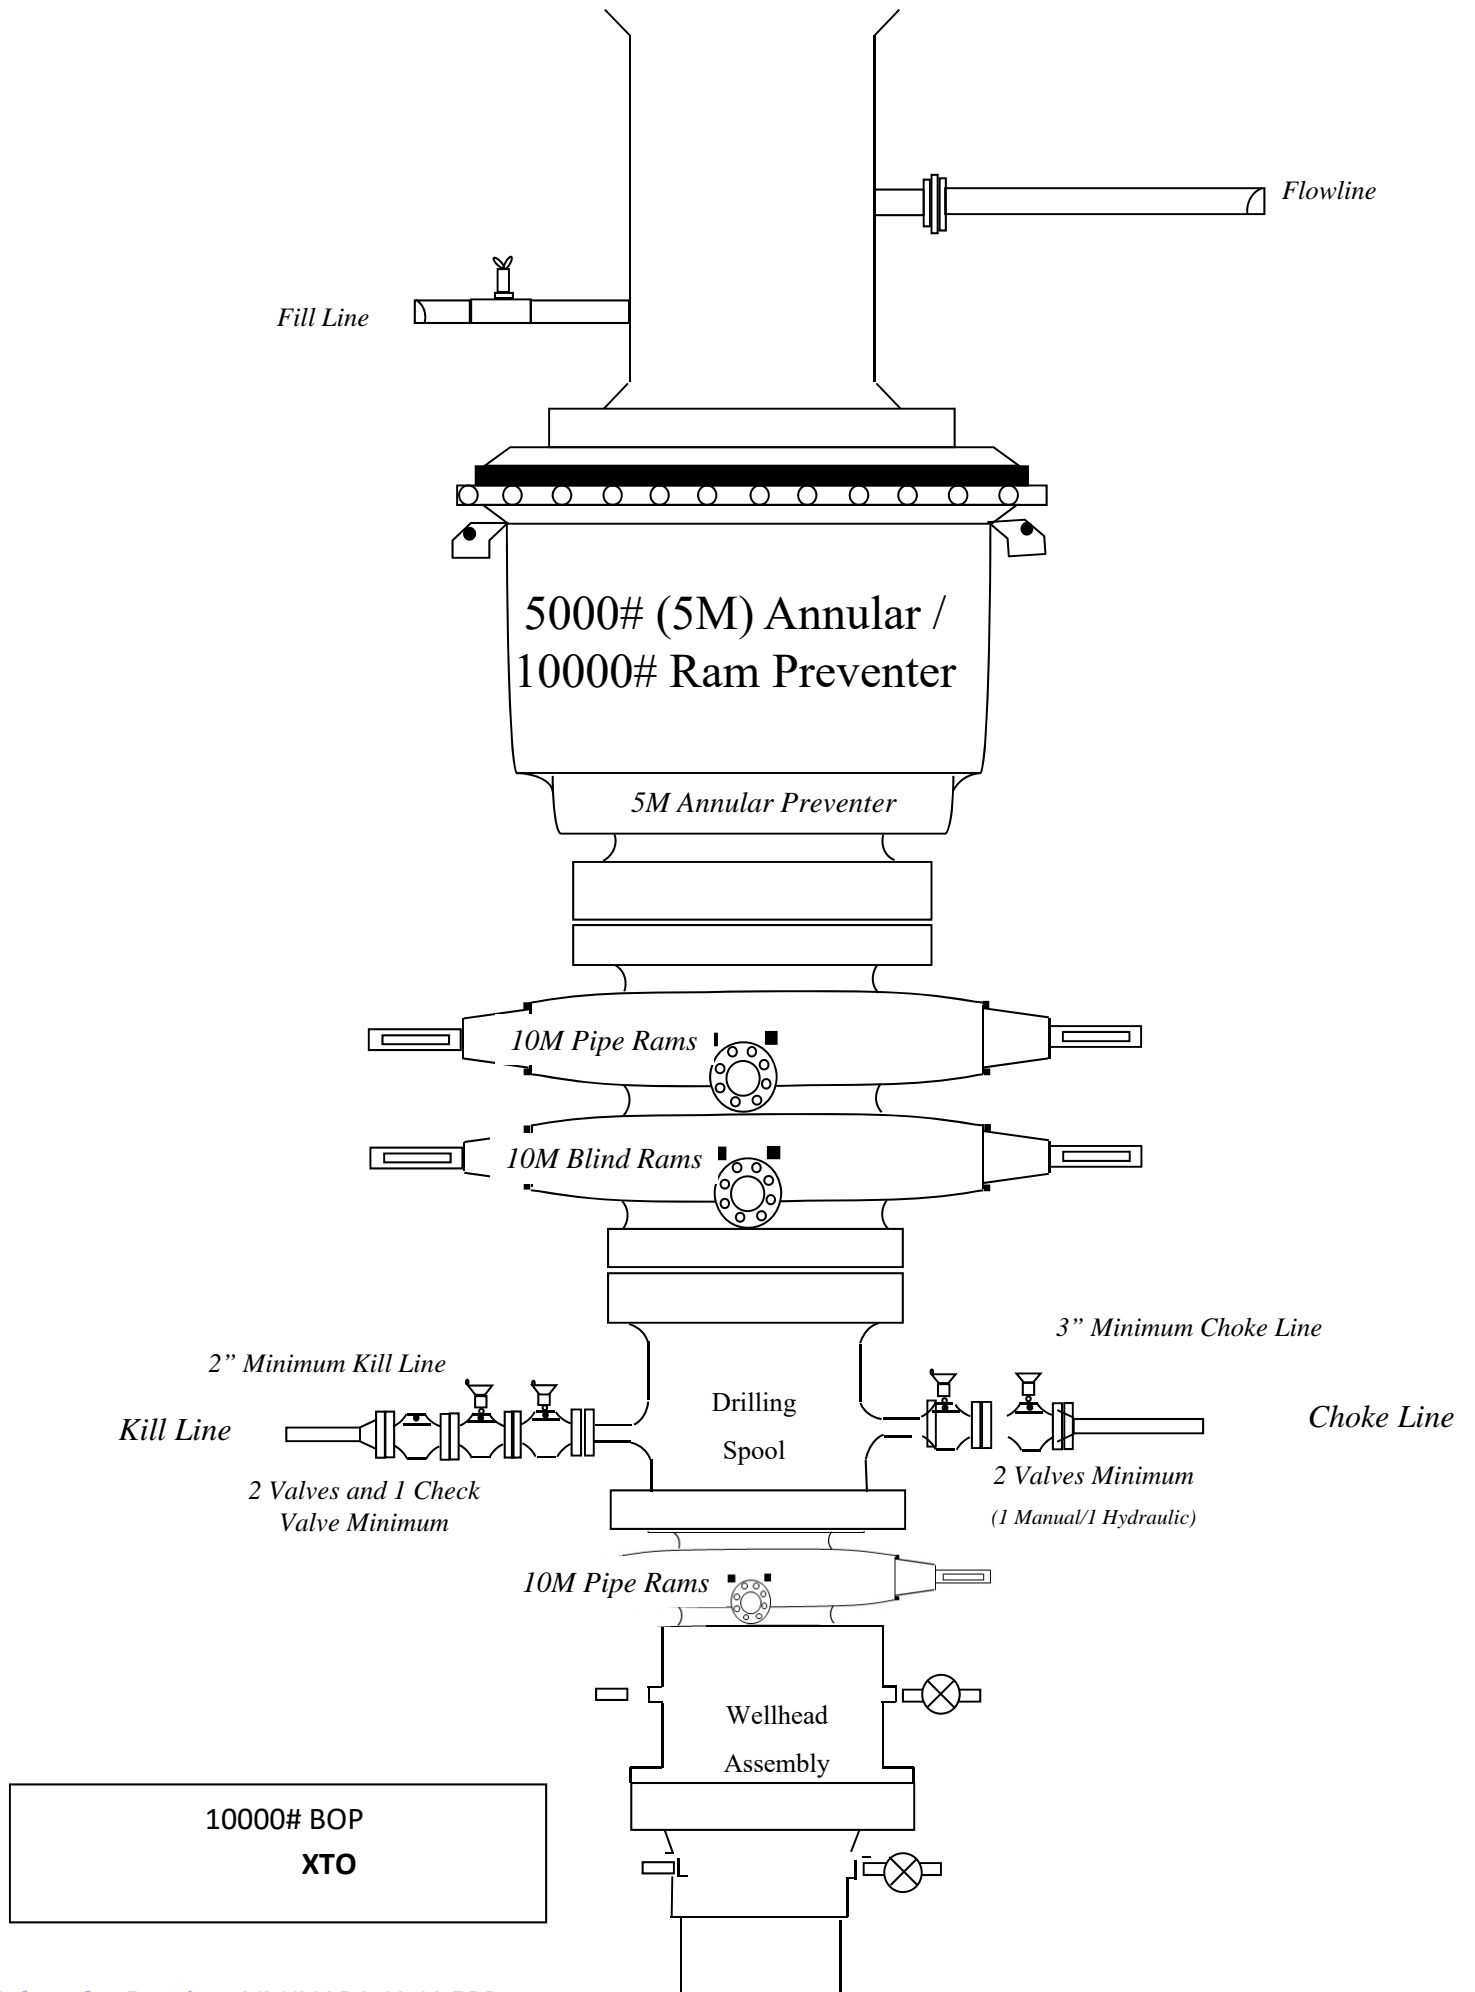 Flowline
Fill Line
5000# (5M) Annular /
10000# Ram Preventer
5M Annular Preventer
10M Pipe Rams
10M Blind Rams
3” Minimum Choke Line
2” Minimum Kill Line
Drilling
Spool
Kill Line
Choke Line
2 Valves and 1 Check
Valve Minimum
2 Valves Minimum
(1 Manual/1 Hydraulic)
10M Pipe Rams
Wellhead
Assembly
10000# BOP
XTO